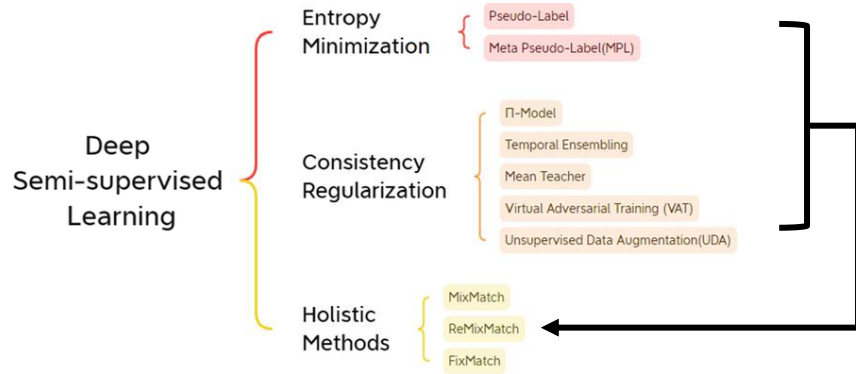 Deep
Semi-supervised
Learning
Entropy
Minimization
Pseudo-Label
Meta Pseudo-Label(MPL)
Consistency
Regularization
Π-Model
Temporal Ensembling
Mean Teacher
Virtual Adversarial Training (VAT)
Unsupervised Data Augmentation(UDA)
Holistic
Methods
MixMatch
ReMixMatch
FixMatch